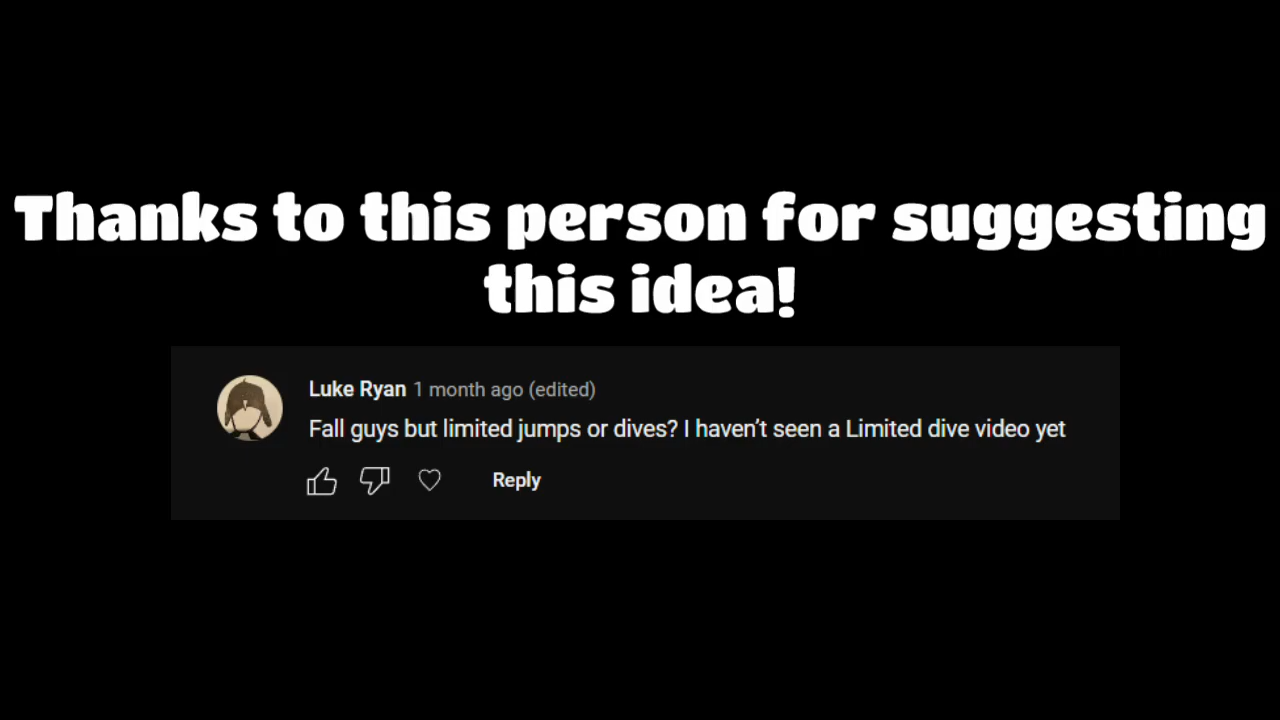 Thanks to this person for suggesting
this idea!
Luke Ryan 1 month ago (edited)
Fall guys but limited jumps or dives? I haven't seen a Limited dive video yet
Reply